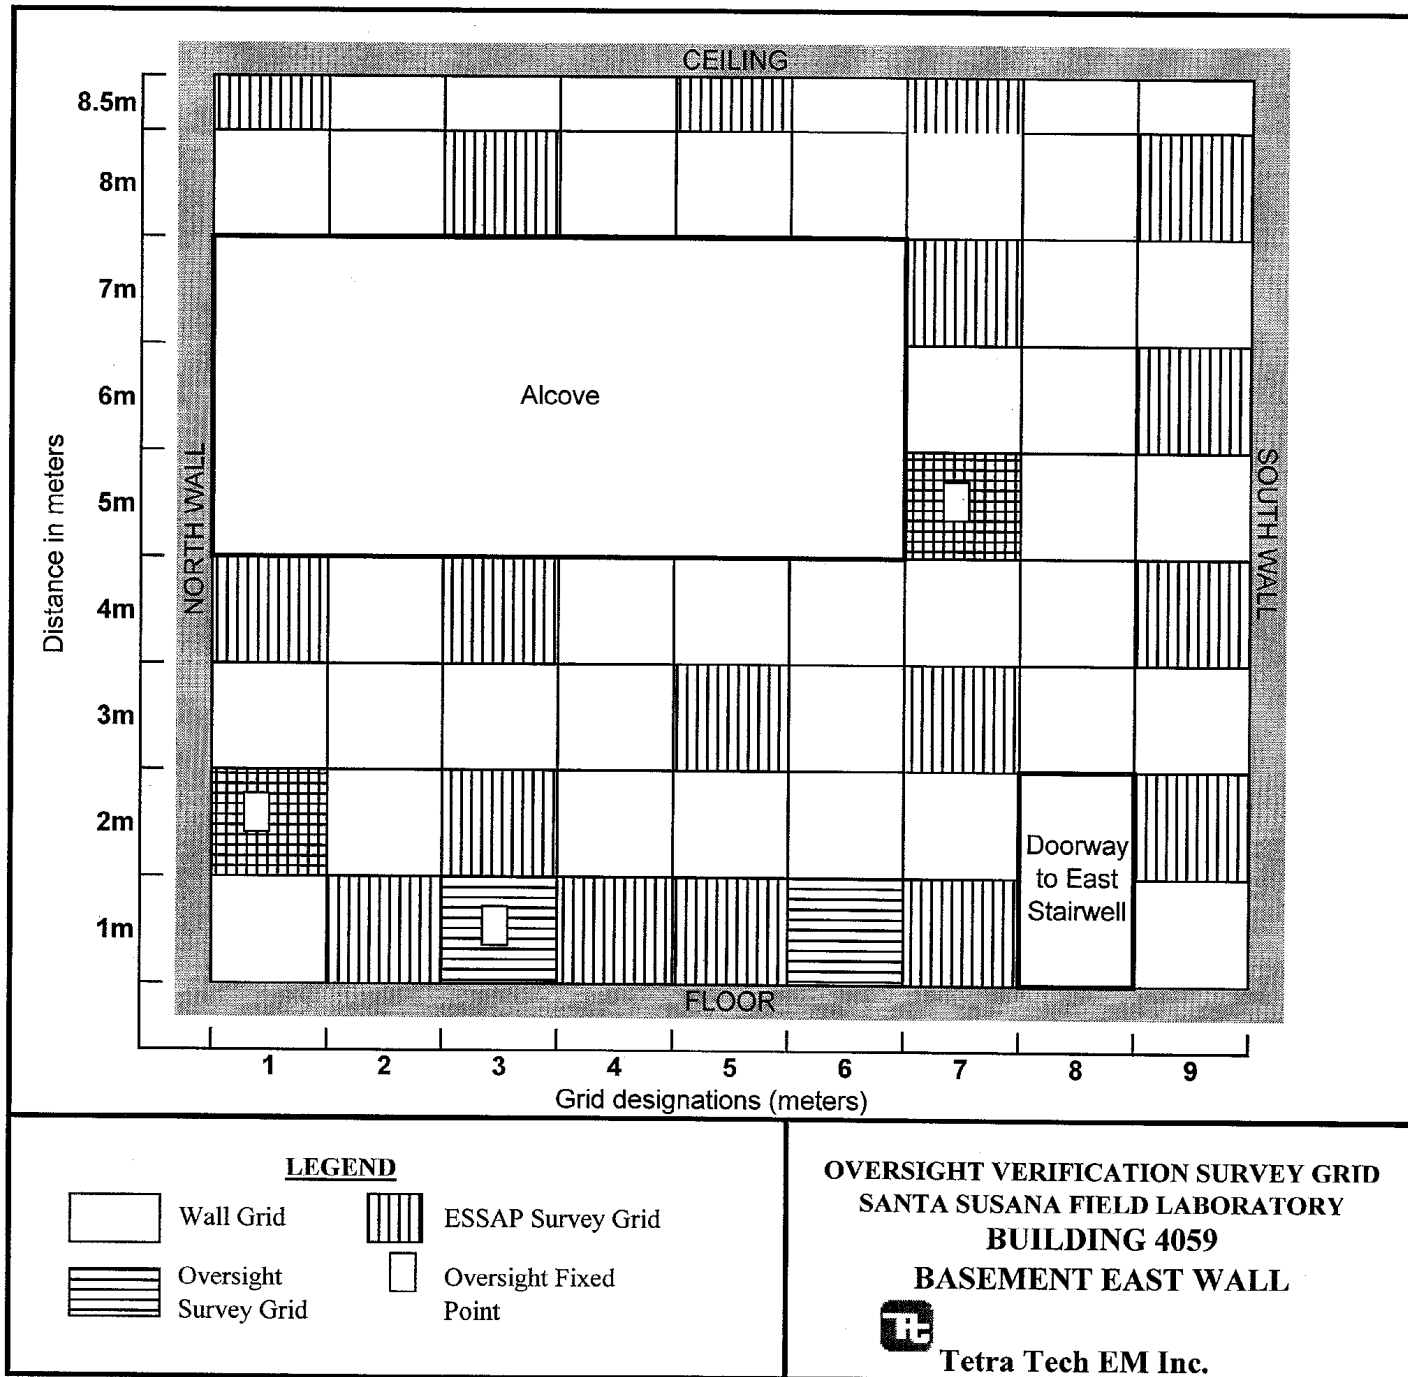 CEILING
8.5m
8m
7m
6m
Alcove
Distance in meters
NORTH WALL
SOUTH WALL
5m
4m
3m
2m
Doorway
to East
Stairwell
1m
FLOOR
1 2 3 4 5 6 7 8 9
Grid designations (meters)
LEGEND
Wall Grid
ESSAP Survey Grid
Oversight
Survey Grid
Oversight Fixed
Point
OVERSIGHT VERIFICATION SURVEY GRID
SANTA SUSANA FIELD LABORATORY
BUILDING 4059
BASEMENT EAST WALL
Tt
Tetra Tech EM Inc.